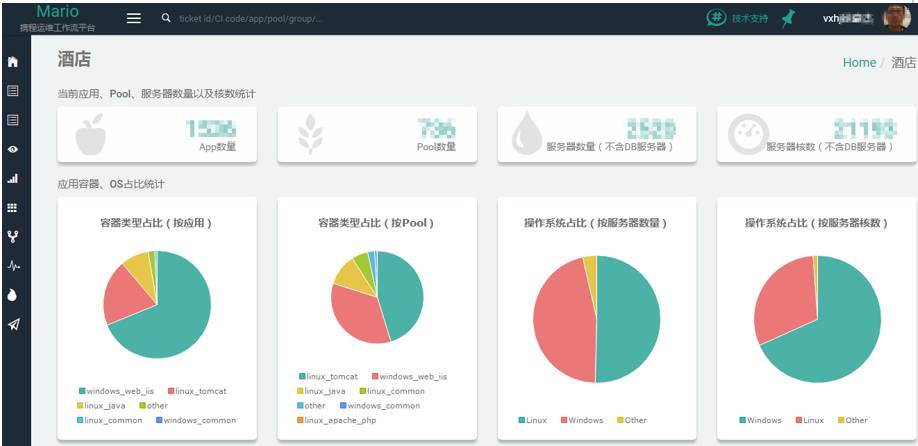 Mario
携程运维工作流平台
ticket id/CI code/app/pool/group/...
技术支持
酒店
Home / 酒店
当前应用、Pool、服务器数量以及核数统计
App数量
Pool数量
服务器数量（不含DB服务器）
服务器核数（不含DB服务器）
应用容器、OS占比统计
容器类型占比（按应用）
windows_web_iis linux_tomcat
linux_java other
linux_common windows_common
容器类型占比（按Pool）
linux_tomcat windows_web_iis
linux_java linux_common
other windows_common
linux_apache_php
操作系统占比（按服务器数量）
Linux Windows Other
操作系统占比（按服务器核数）
Windows Linux Other